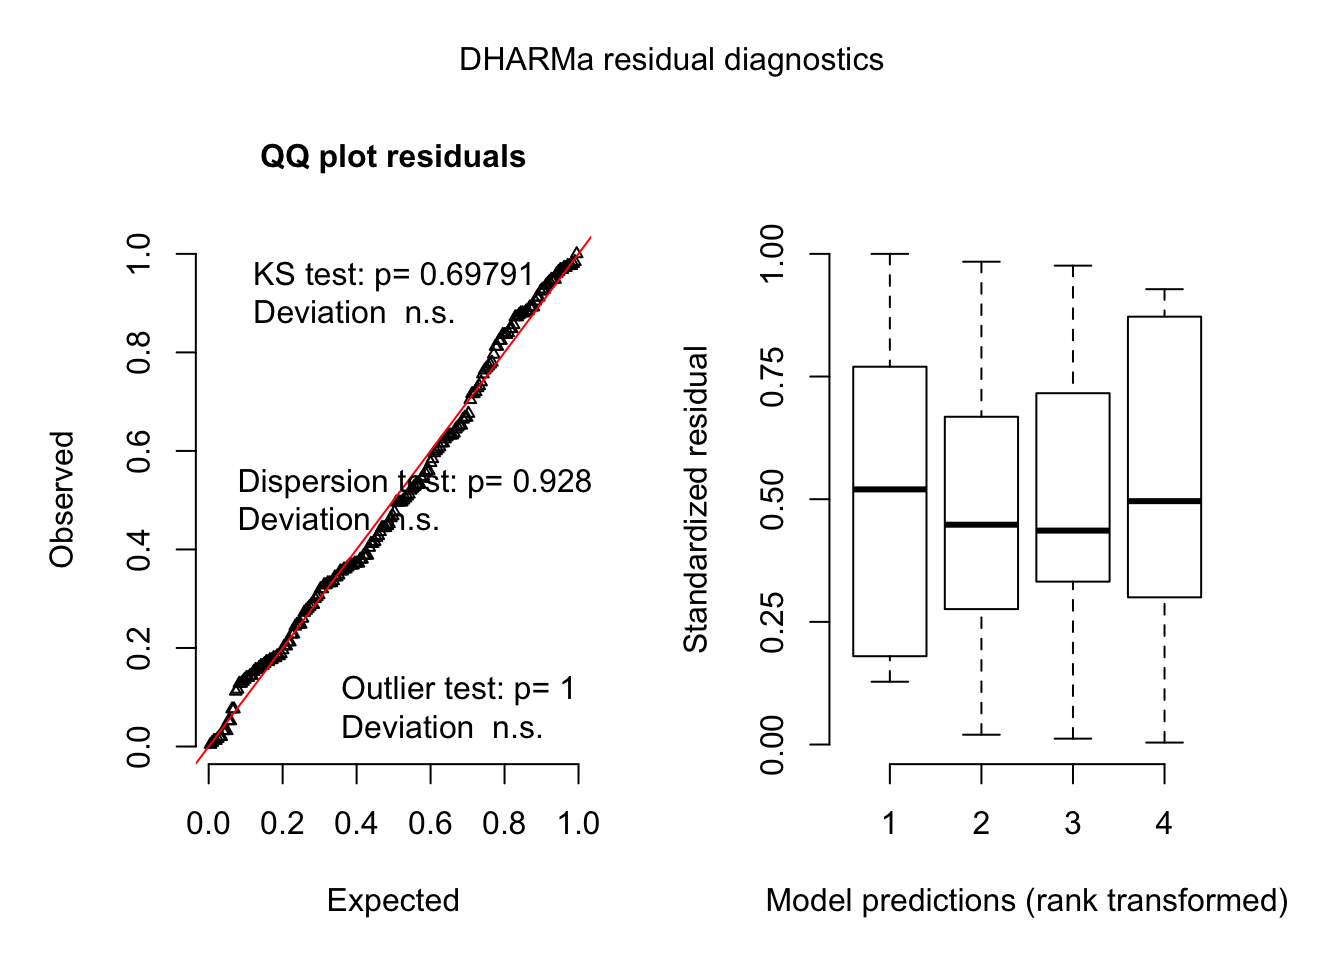 DHARMa residual diagnostics
QQ plot residuals
KS test: p= 0.69791
Deviation  n.s.
Dispersion test: p= 0.928
Deviation  n.s.
Outlier test: p= 1
Deviation  n.s.
Observed
0.0 0.2 0.4 0.6 0.8 1.0
0.0 0.2 0.4 0.6 0.8 1.0
Expected
Standardized residual
0.00 0.25 0.50 0.75 1.00
1 2 3 4
Model predictions (rank transformed)